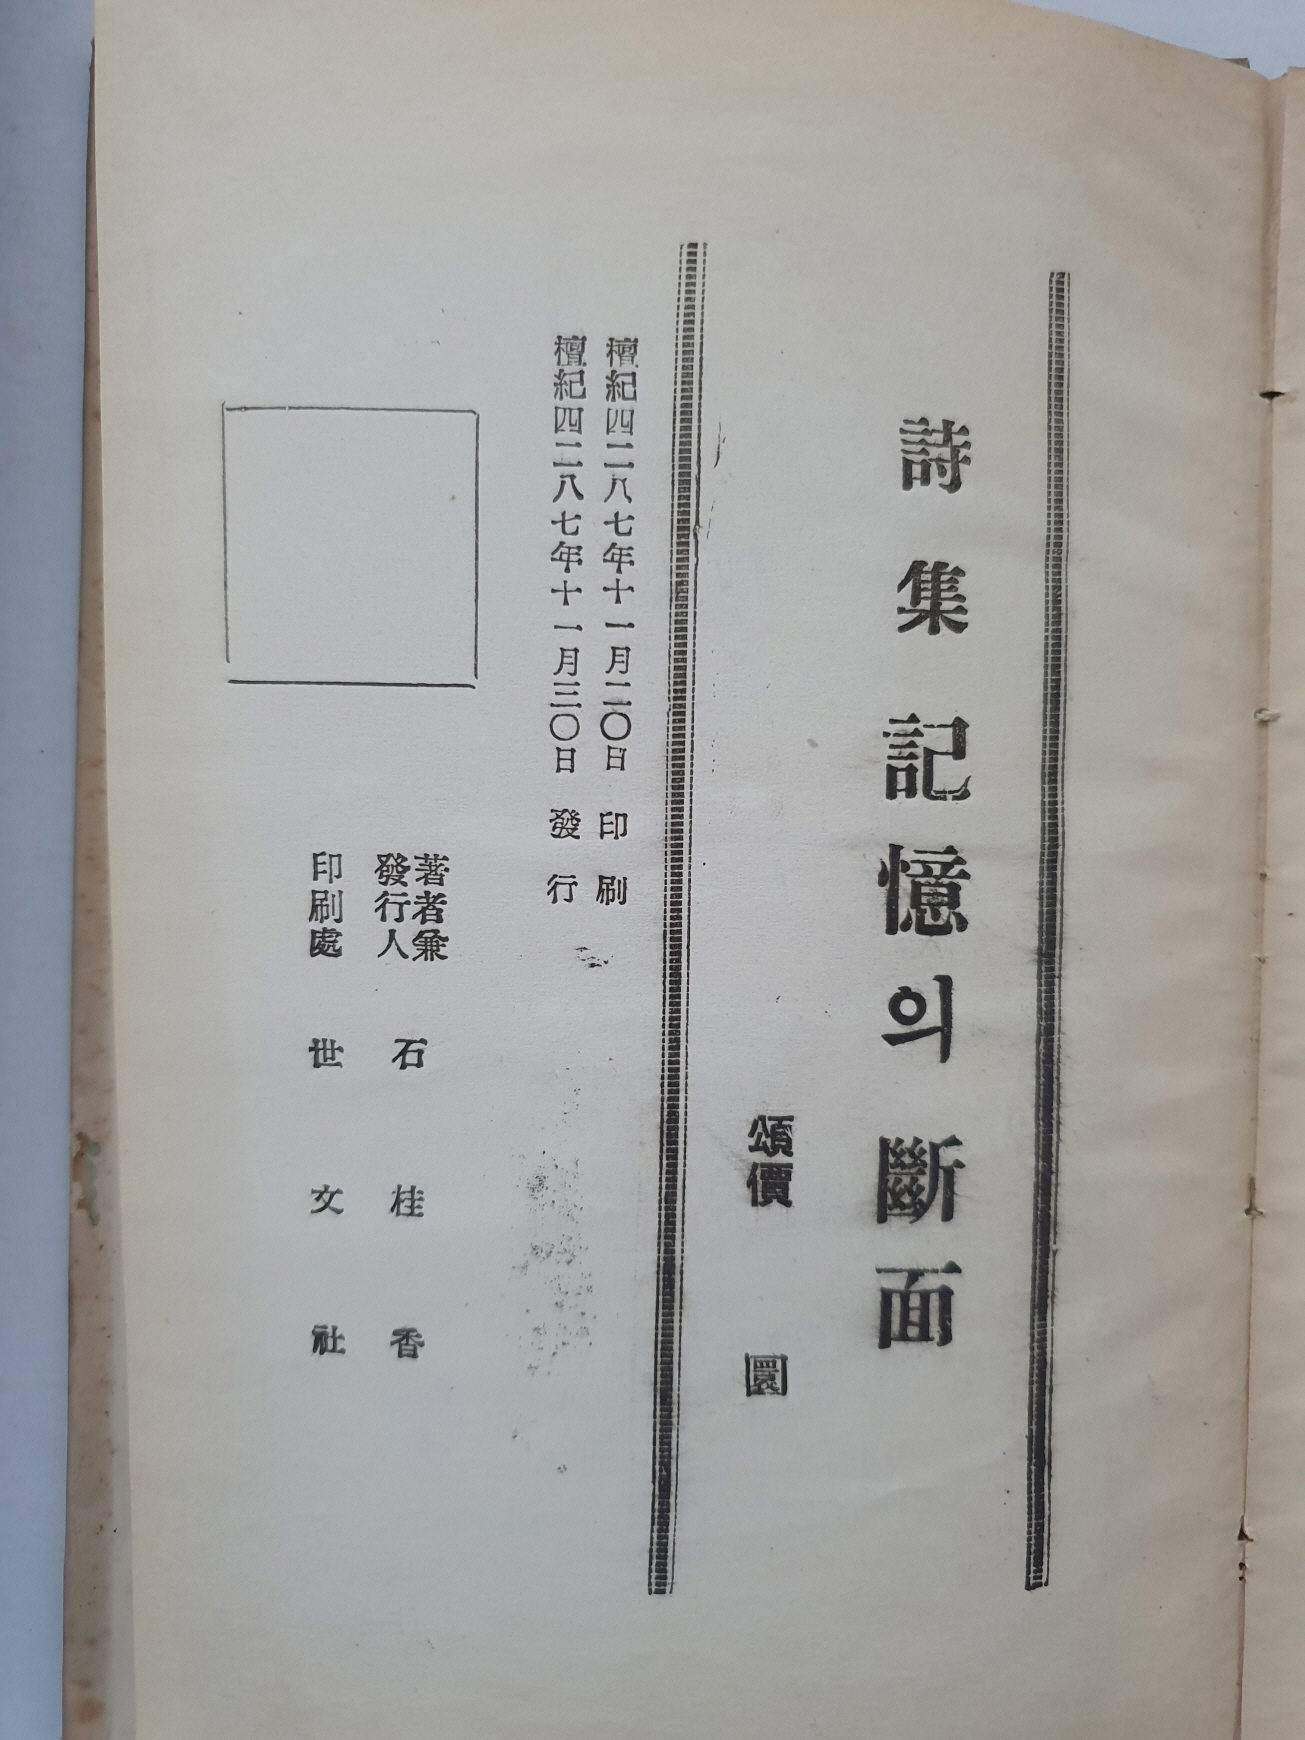 詩集 記憶의 斷面
頒價 圜
檀紀四二八七年十一月二〇日 印刷
檀紀四二八七年十一月三〇日 發行
著者兼
發行人 石桂香
印刷處 世文社